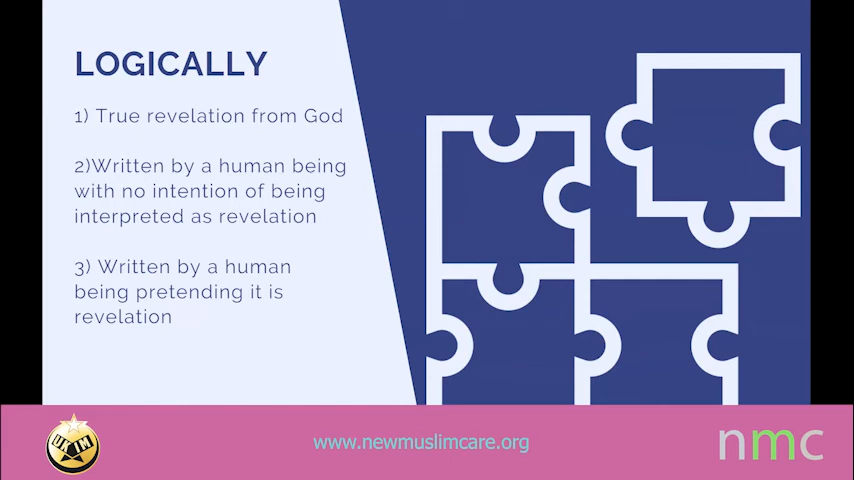 LOGICALLY
1) True revelation from God
2)Written by a human being
with no intention of being
interpreted as revelation
3) Written by a human
being pretending it is
revelation
UKIM
www.newmuslimcare.org
nmc